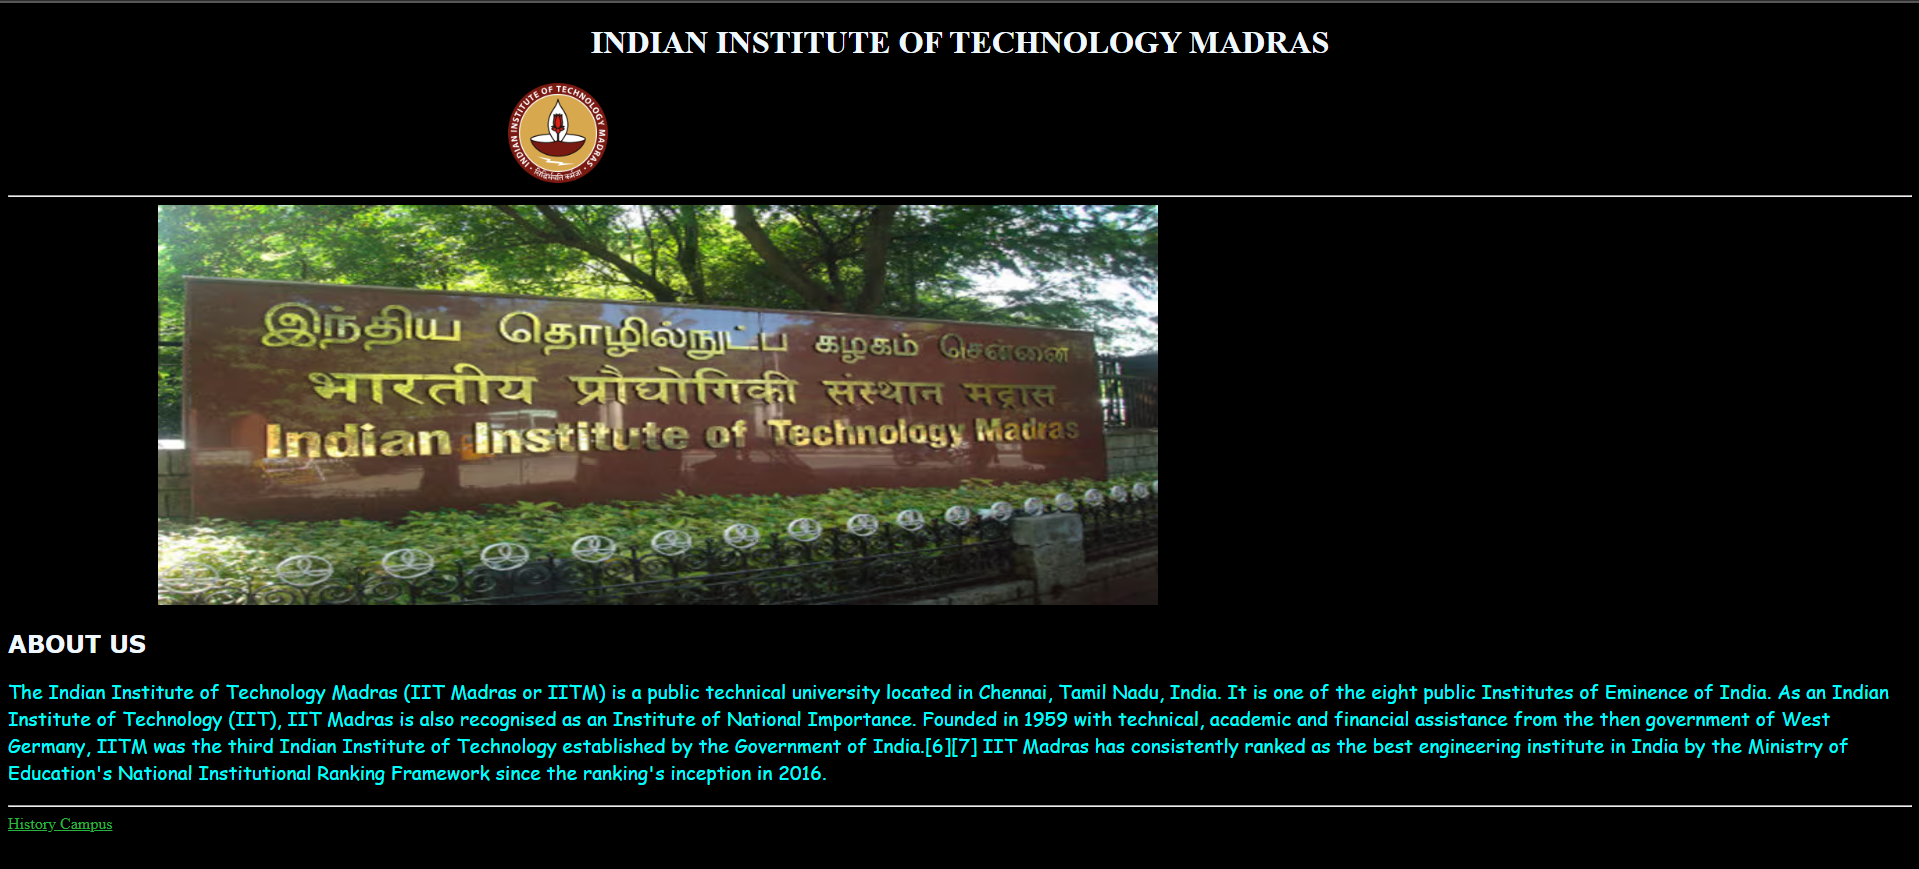 INDIAN INSTITUTE OF TECHNOLOGY MADRAS
INDIAN INSTITUTE OF TECHNOLOGY MADRAS
सिद्धिर्भवति कर्मजा
இந்திய தொழில்நுட்ப கழகம் சென்னை
भारतीय प्रौद्योगिकी संस्थान मद्रास
Indian Institute of Technology Madras
ABOUT US
The Indian Institute of Technology Madras (IIT Madras or IITM) is a public technical university located in Chennai, Tamil Nadu, India. It is one of the eight public Institutes of Eminence of India. As an Indian
Institute of Technology (IIT), IIT Madras is also recognised as an Institute of National Importance. Founded in 1959 with technical, academic and financial assistance from the then government of West
Germany, IITM was the third Indian Institute of Technology established by the Government of India.[6][7] IIT Madras has consistently ranked as the best engineering institute in India by the Ministry of
Education's National Institutional Ranking Framework since the ranking's inception in 2016.
History Campus